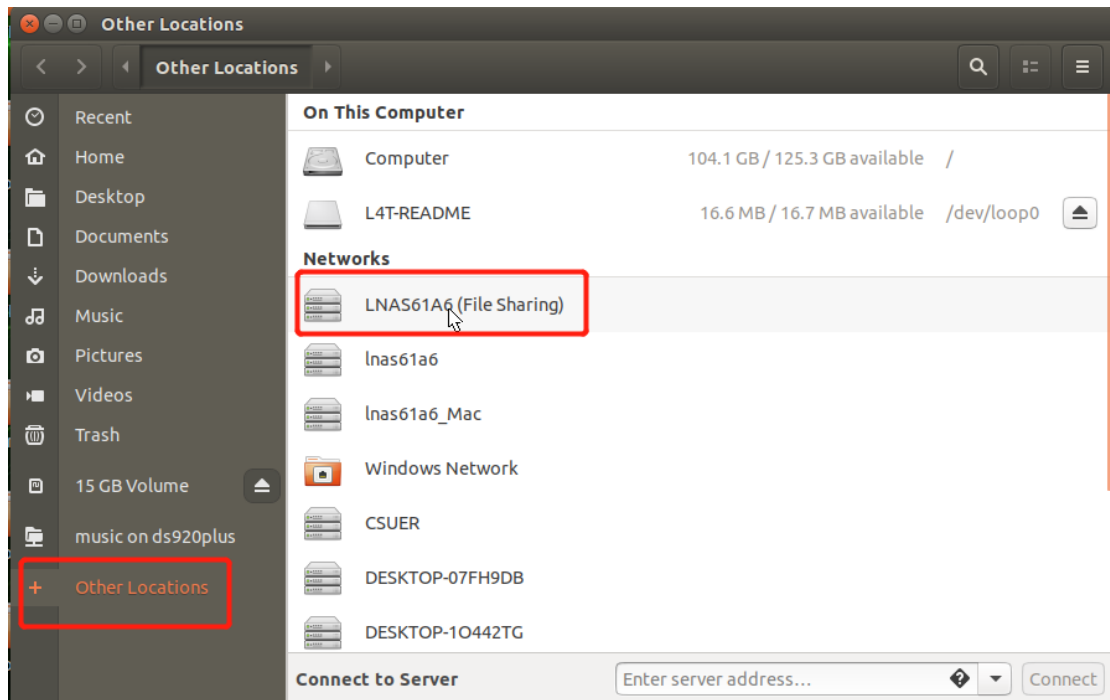 Other Locations
Other Locations
Recent
Home
Desktop
Documents
Downloads
Music
Pictures
Videos
Trash
15 GB Volume
music on ds920plus
+ Other Locations
On This Computer
Computer 104.1 GB / 125.3 GB available /
L4T-README 16.6 MB / 16.7 MB available /dev/loop0
Networks
LNAS61A6 (File Sharing)
lnas61a6
lnas61a6_Mac
Windows Network
CSUER
DESKTOP-07FH9DB
DESKTOP-1O442TG
Connect to Server Enter server address... Connect